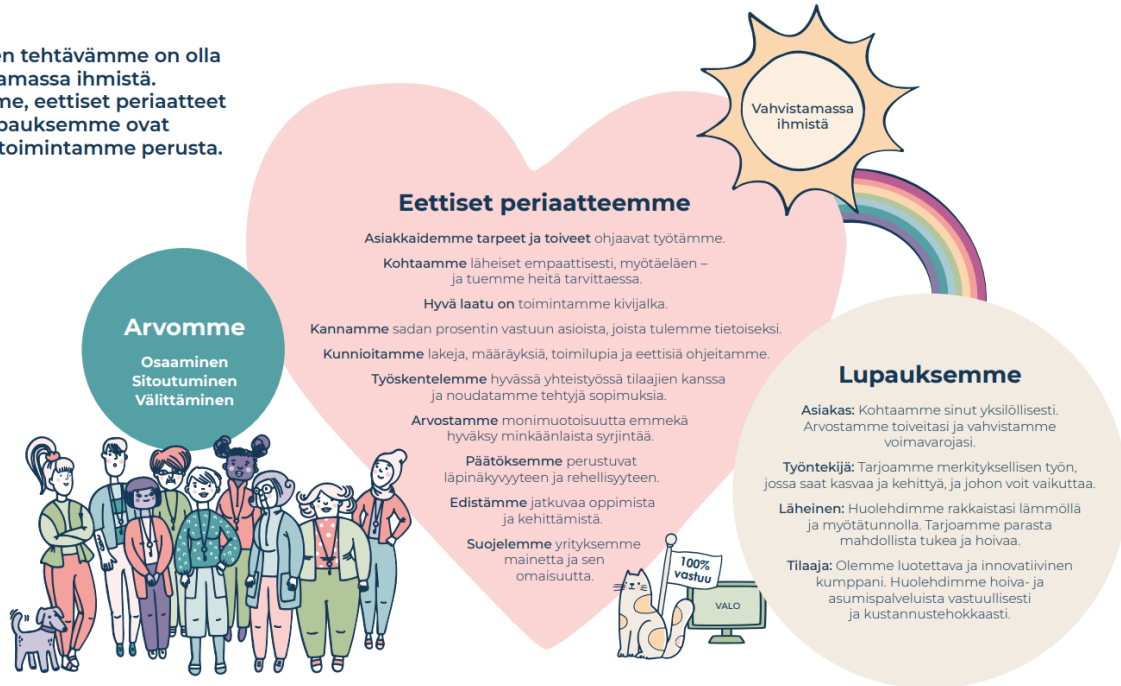 en tehtävämme on olla
amassa ihmistä.
me, eettiset periaatteet
pauksemme ovat
toimintamme perusta.
Vahvistamassa
ihmistä
Eettiset periaatteemme
Asiakkaidemme tarpeet ja toiveet ohjaavat työtämme.
Kohtaamme läheiset empaattisesti, myötäeläen –
ja tuemme heitä tarvittaessa.
Hyvä laatu on toimintamme kivijalka.
Kannamme sadan prosentin vastuun asioista, joista tulemme tietoiseksi.
Kunnioitamme lakeja, määräyksiä, toimilupia ja eettisiä ohjeitamme.
Työskentelemme hyvässä yhteistyössä tilaajien kanssa
ja noudatamme tehtyjä sopimuksia.
Arvostamme monimuotoisuutta emmekä
hyväksy minkäänlaista syrjintää.
Päätöksemme perustuvat
läpinäkyvyyteen ja rehellisyyteen.
Edistämme jatkuvaa oppimista
ja kehittämistä.
Suojelemme yrityksemme
mainetta ja sen
omaisuutta.
Arvomme
Osaaminen
Sitoutuminen
Välittäminen
100%
vastuu
VALO
Lupauksemme
Asiakas: Kohtaamme sinut yksilöllisesti.
Arvostamme toiveitasi ja vahvistamme
voimavarojasi.
Työntekijä: Tarjoamme merkityksellisen työn,
jossa saat kasvaa ja kehittyä, ja johon voit vaikuttaa.
Läheinen: Huolehdimme rakkaistasi lämmöllä
ja myötätunnolla. Tarjoamme parasta
mahdollista tukea ja hoivaa.
Tilaaja: Olemme luotettava ja innovatiivinen
kumppani. Huolehdimme hoiva- ja
asumispalveluista vastuullisesti
ja kustannustehokkaasti.